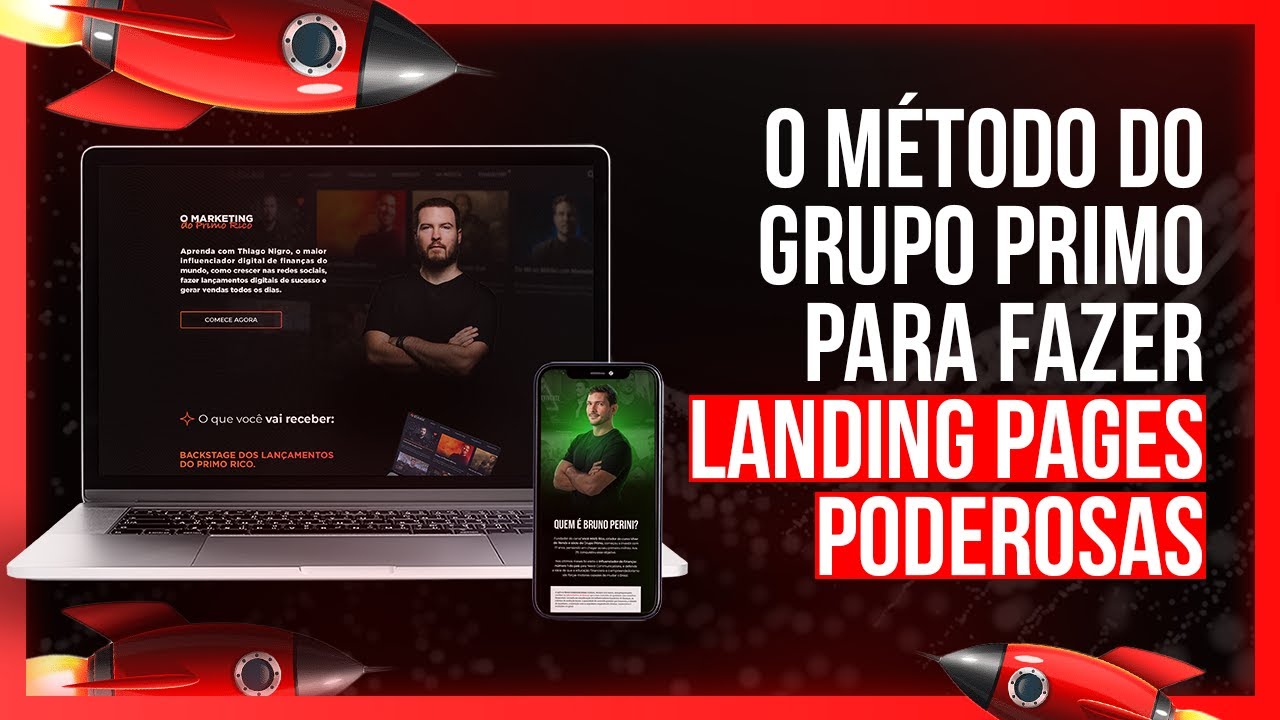 O MÉTODO DO
GRUPO PRIMO
PARA FAZER
LANDING PAGES
PODEROSAS
O MARKETING
do Primo Rico
Aprenda com Thiago Nigro, o maior
influenciador digital de finanças do
mundo, como crescer nas redes sociais,
fazer lançamentos digitais de sucesso e
gerar vendas todos os dias.
COMECE AGORA
O que você vai receber:
BACKSTAGE DOS LANÇAMENTOS
DO PRIMO RICO.
QUEM É BRUNO PERINI?